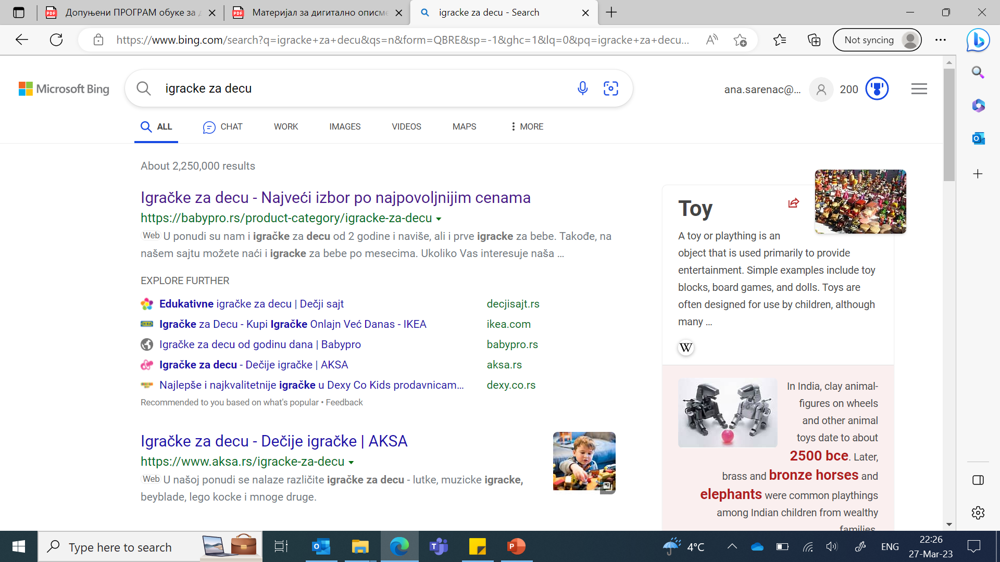 Допуњени ПРОГРАМ обуке за
Материјал за дигитално описме
igracke za decu - Search
https://www.bing.com/search?q=igracke+za+decu&qs=n&form=QBRE&sp=-1&ghc=1&lq=0&pq=igracke+za+decu...
Not syncing
Microsoft Bing
igracke za decu
ana.sarenac@...
200
ALL
CHAT
WORK
IMAGES
VIDEOS
MAPS
MORE
About 2,250,000 results
Igračke za decu - Najveći izbor po najpovoljnijim cenama
https://babypro.rs/product-category/igracke-za-decu
Web U ponudi su nam i igračke za decu od 2 godine i naviše, ali i prve igracke za bebe. Takođe, na
našem sajtu možete naći i igracke za bebe po mesecima. Ukoliko Vas interesuje naša ...
EXPLORE FURTHER
Edukativne igračke za decu | Dečji sajt decjisajt.rs
Igračke za Decu - Kupi Igračke Onlajn Već Danas - IKEA ikea.com
Igračke za decu od godinu dana | Babypro babypro.rs
Igračke za decu - Dečije igračke | AKSA aksa.rs
Najlepše i najkvalitetnije igračke u Dexy Co Kids prodavnicam... dexy.co.rs
Recommended to you based on what's popular • Feedback
Igračke za decu - Dečije igračke | AKSA
https://www.aksa.rs/igracke-za-decu
Web U našoj ponudi se nalaze različite igračke za decu - lutke, muzicke igracke,
beyblade, lego kocke i mnoge druge.
Toy
A toy or plaything is an
object that is used primarily to provide
entertainment. Simple examples include toy
blocks, board games, and dolls. Toys are
often designed for use by children, although
many ...
W
In India, clay animal-
figures on wheels
and other animal
toys date to about
2500 bce. Later,
brass and bronze horses and
elephants were common playthings
among Indian children from wealthy
families.
Type here to search
4°C
ENG
22:26
27-Mar-23